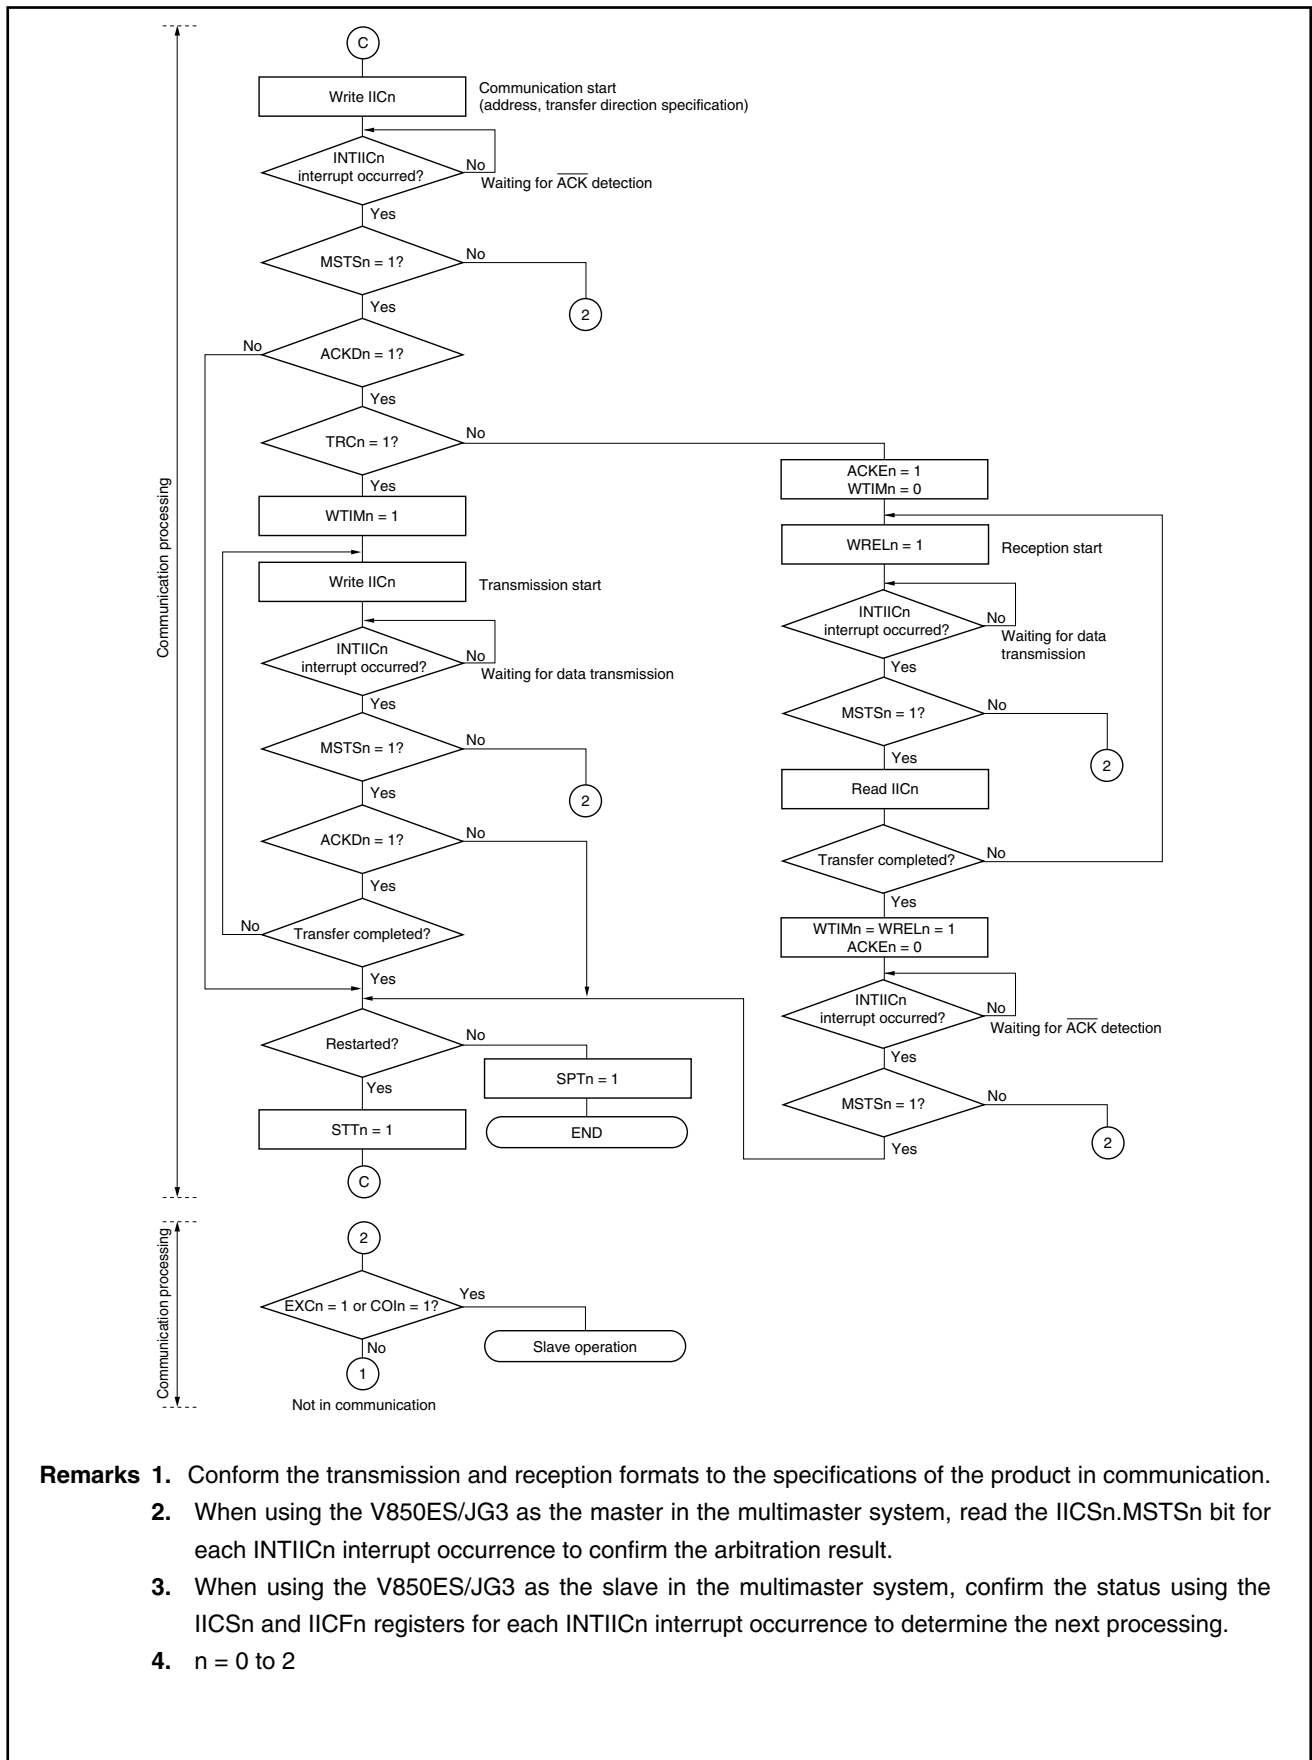 C
Write IICn
Communication start
(address, transfer direction specification)
INTIICn
interrupt occurred?
No
Waiting for ACK detection
Yes
MSTSn = 1?
No
2
Yes
ACKDn = 1?
No
Yes
TRCn = 1?
No
Yes
WTIMn = 1
Write IICn
Transmission start
INTIICn
interrupt occurred?
No
Waiting for data transmission
Yes
MSTSn = 1?
No
2
Yes
ACKDn = 1?
No
Yes
Transfer completed?
No
Yes
Restarted?
No
SPTn = 1
END
Yes
STTn = 1
C
ACKEn = 1
WTIMn = 0
WRELn = 1
Reception start
INTIICn
interrupt occurred?
No
Waiting for data
transmission
Yes
MSTSn = 1?
No
2
Yes
Read IICn
Transfer completed?
No
Yes
WTIMn = WRELn = 1
ACKEn = 0
INTIICn
interrupt occurred?
No
Waiting for ACK detection
Yes
MSTSn = 1?
No
2
Yes
Communication processing
2
EXCn = 1 or COIn = 1?
Yes
Slave operation
No
1
Not in communication
Communication processing
Remarks 1. Conform the transmission and reception formats to the specifications of the product in communication.
2. When using the V850ES/JG3 as the master in the multimaster system, read the IICSn.MSTSn bit for
each INTIICn interrupt occurrence to confirm the arbitration result.
3. When using the V850ES/JG3 as the slave in the multimaster system, confirm the status using the
IICSn and IICFn registers for each INTIICn interrupt occurrence to determine the next processing.
4. n = 0 to 2